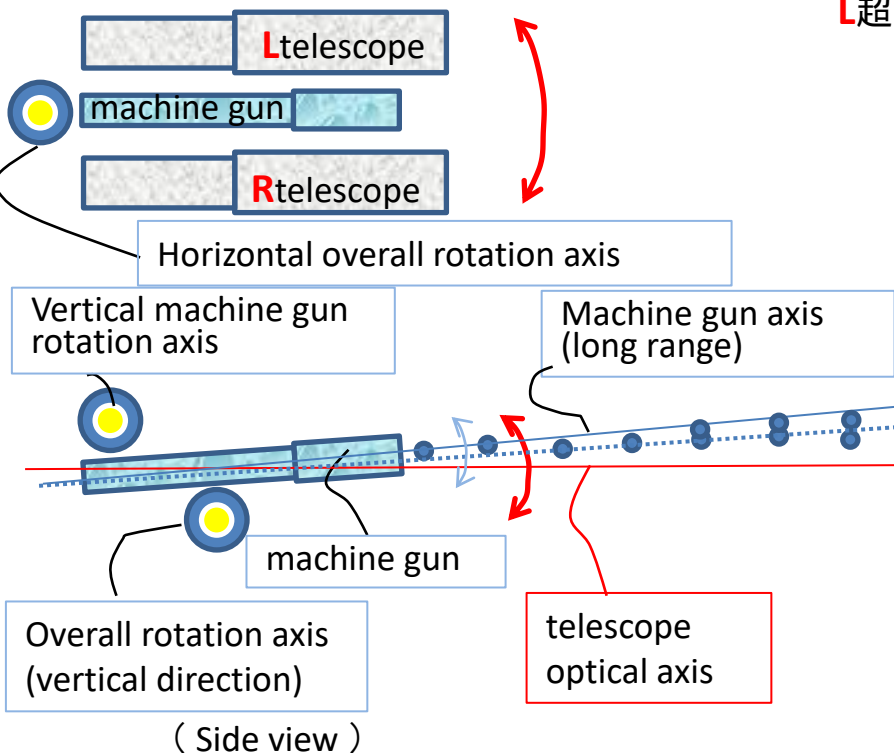 L超
Ltelescope
machine gun
Rtelescope
Horizontal overall rotation axis
Vertical machine gun
rotation axis
Machine gun axis
(long range)
machine gun
Overall rotation axis
(vertical direction)
telescope
optical axis
（ Side view ）